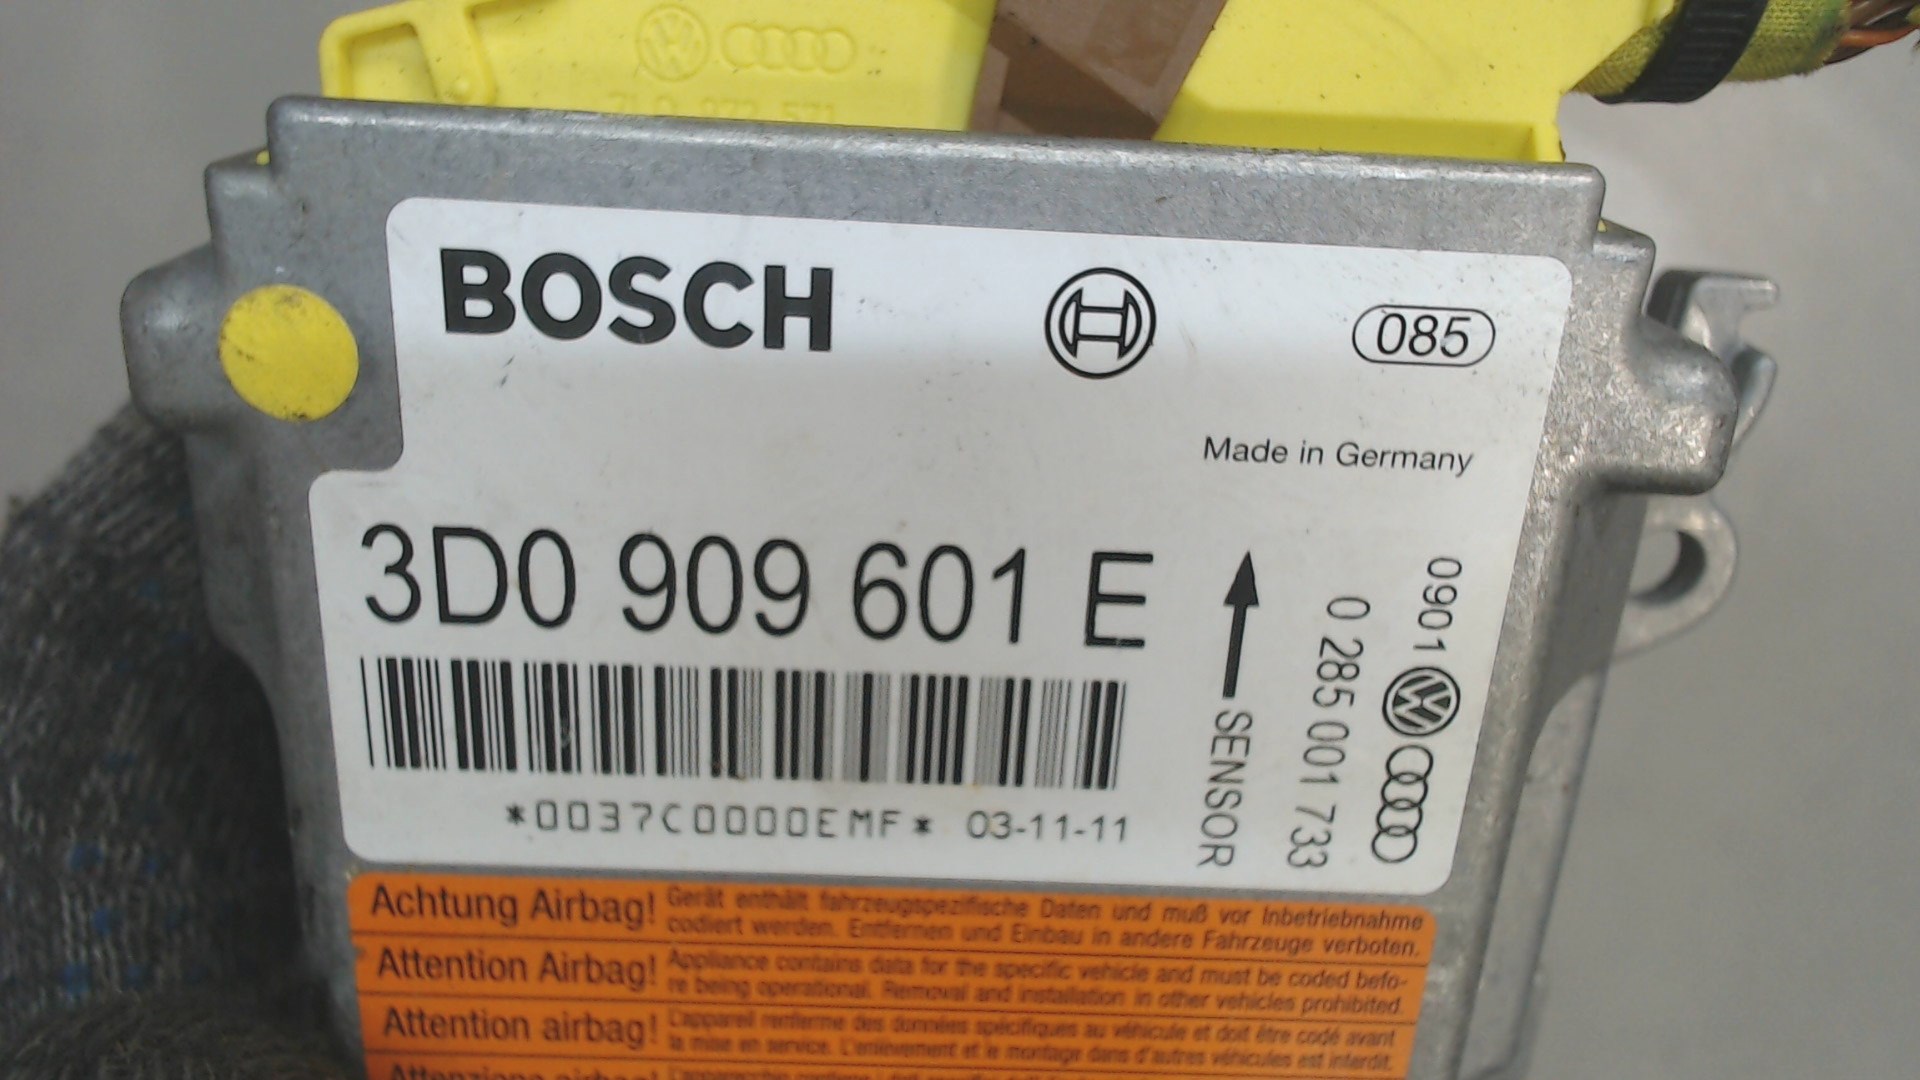 BOSCH
085
Made in Germany
3D0 909 601 E
*0037C0000EMF* 03-11-11
SENSOR
0 285 001 733
0901
Achtung Airbag! Gerät enthält fahrzeugspezifische Daten und muß vor Inbetriebnahme
codiert werden. Entfernen und Einbau in andere Fahrzeuge verboten.
Attention Airbag! Appliance contains data for the specific vehicle and must be coded befo-
re being operational. Removal and installation in other vehicles prohibited.
Attention airbag! L'appareil renferme des données spécifiques au véhicule et doit être codé avant
la mise en service. L'enlèvement et le montage dans d'autres véhicules est interdit.